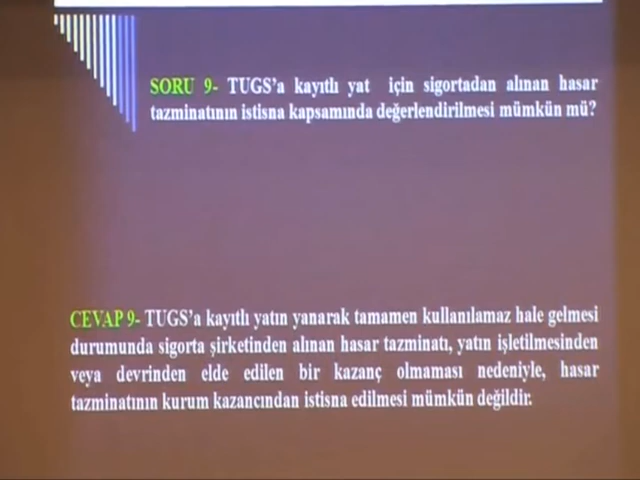 SORU 9- TUGS'a kayıtlı yat için sigortadan alınan hasar
tazminatının istisna kapsamında değerlendirilmesi mümkün mü?
CEVAP 9- TUGS'a kayıtlı yatın yanarak tamamen kullanılamaz hale gelmesi
durumunda sigorta şirketinden alınan hasar tazminatı, yatın işletilmesinden
veya devrinden elde edilen bir kazanç olmaması nedeniyle, hasar
tazminatının kurum kazancından istisna edilmesi mümkün değildir.